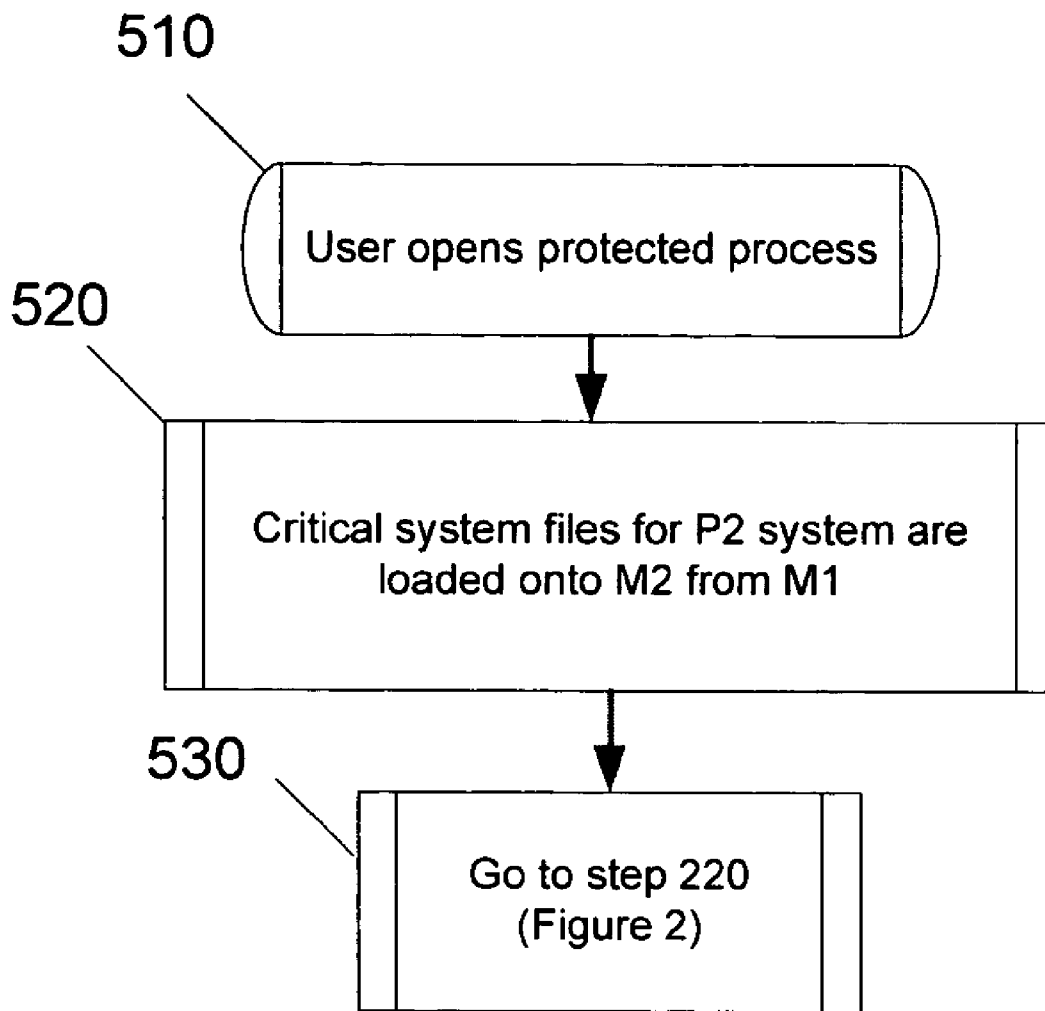 510
User opens protected process
520
Critical system files for P2 system are
loaded onto M2 from M1
530
Go to step 220
(Figure 2)